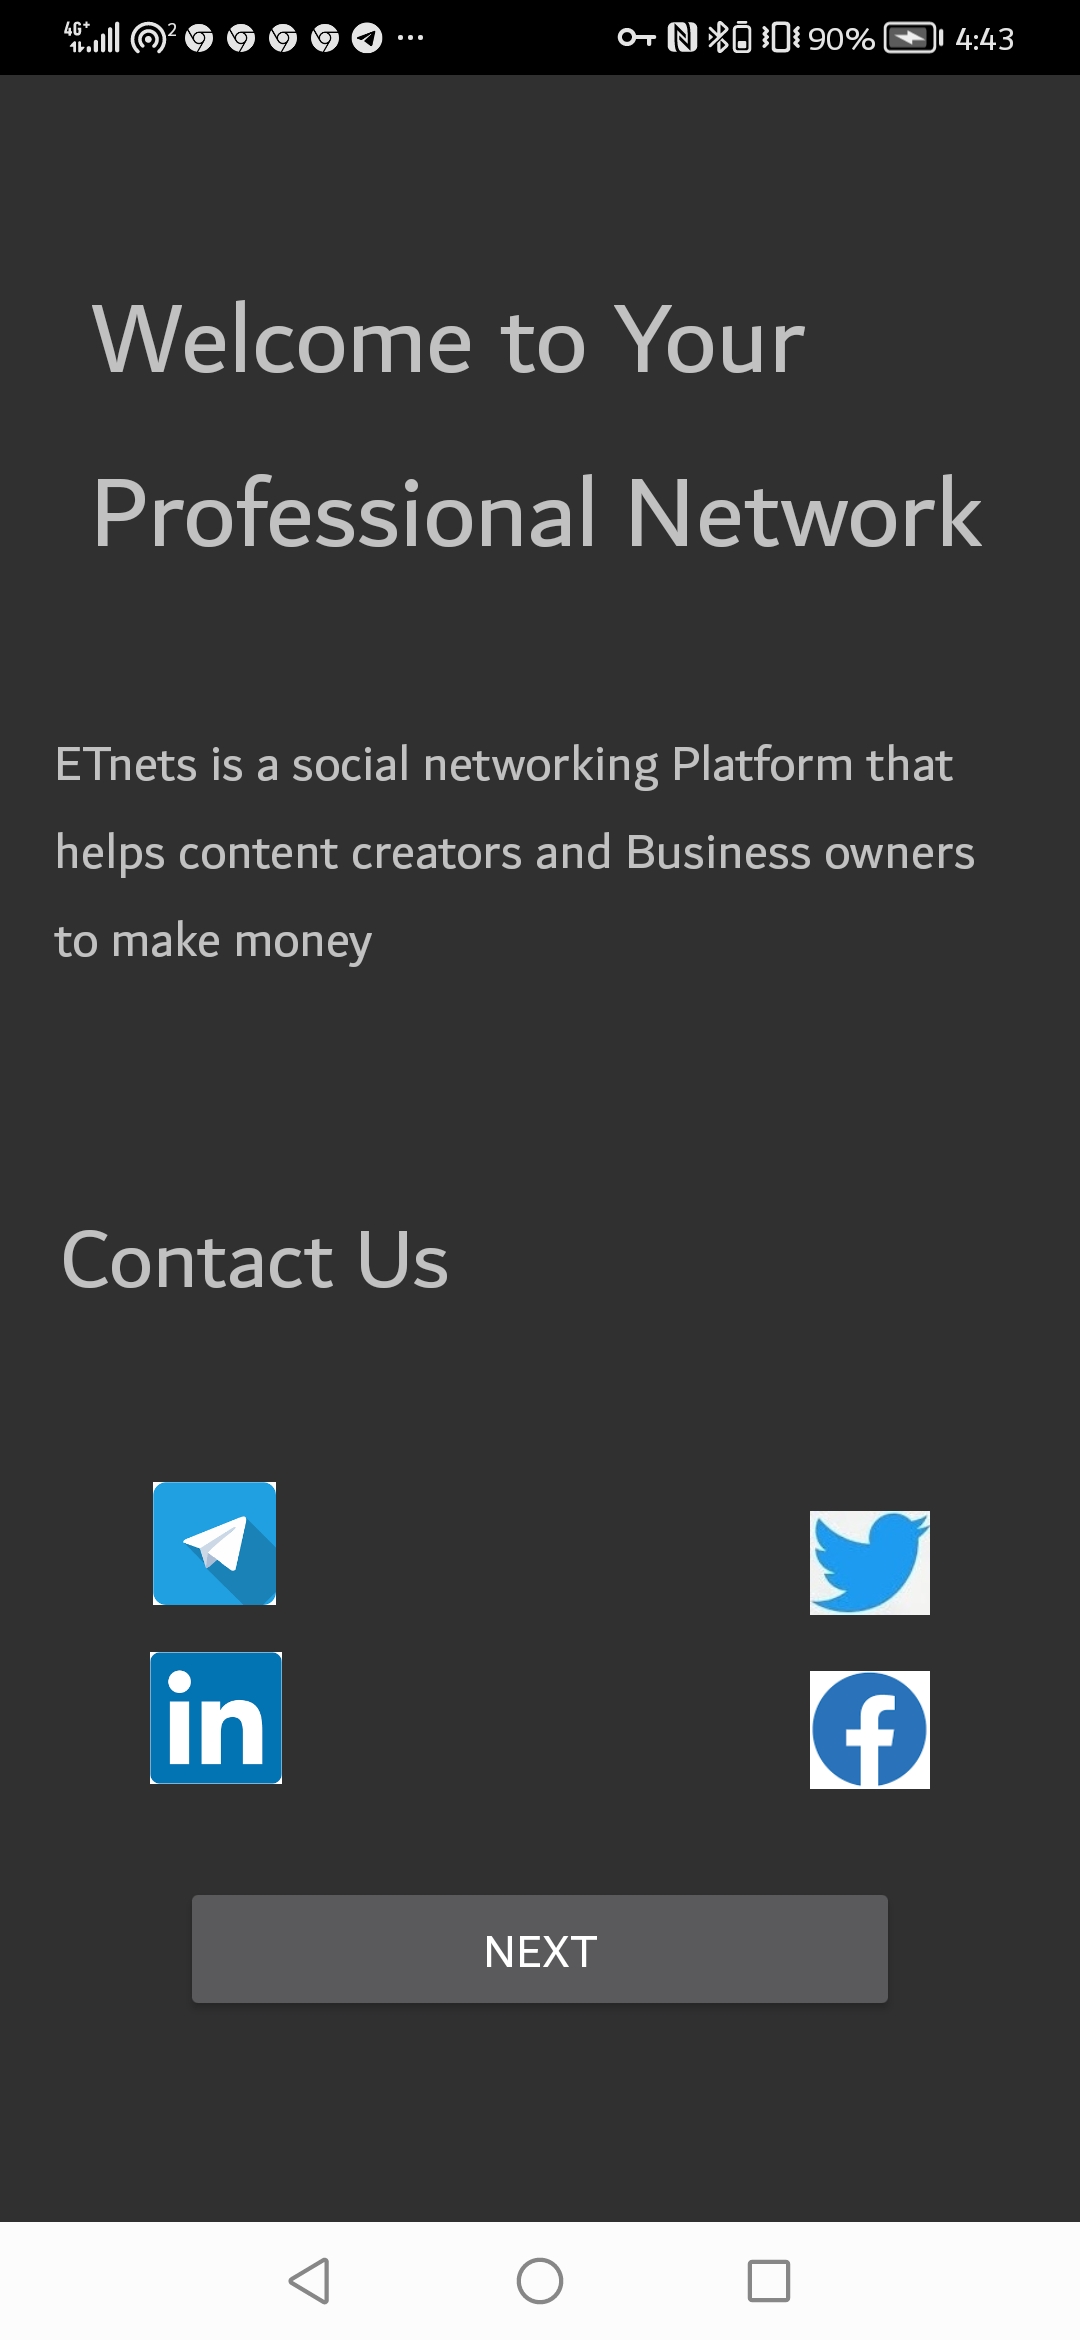 4G+ 2 90% 4:43
Welcome to Your
Professional Network
ETnets is a social networking Platform that
helps content creators and Business owners
to make money
Contact Us
in
f
NEXT